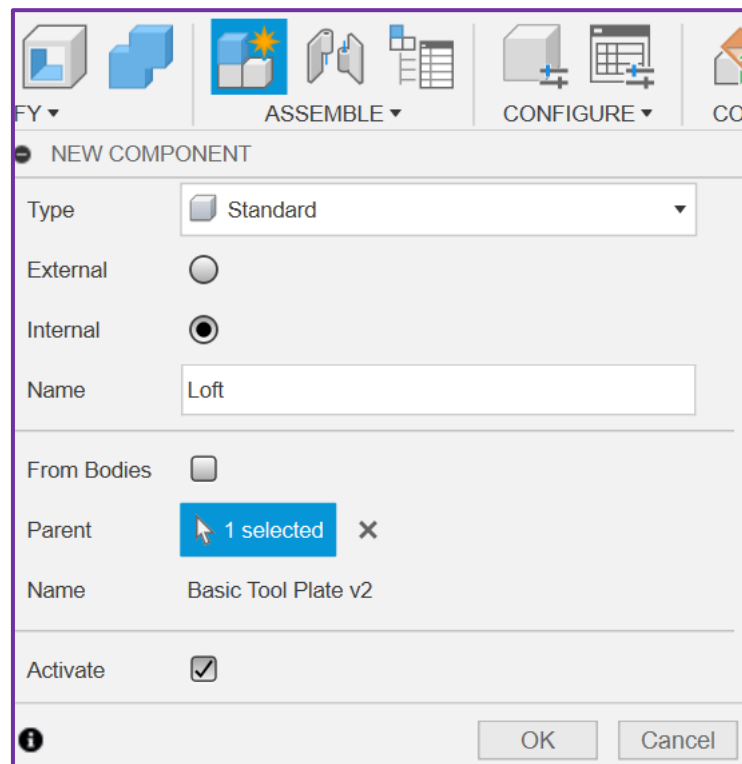 FY ASSEMBLE CONFIGURE CO
NEW COMPONENT
Type Standard
External
Internal
Name Loft
From Bodies
Parent 1 selected
Name Basic Tool Plate v2
Activate
OK Cancel